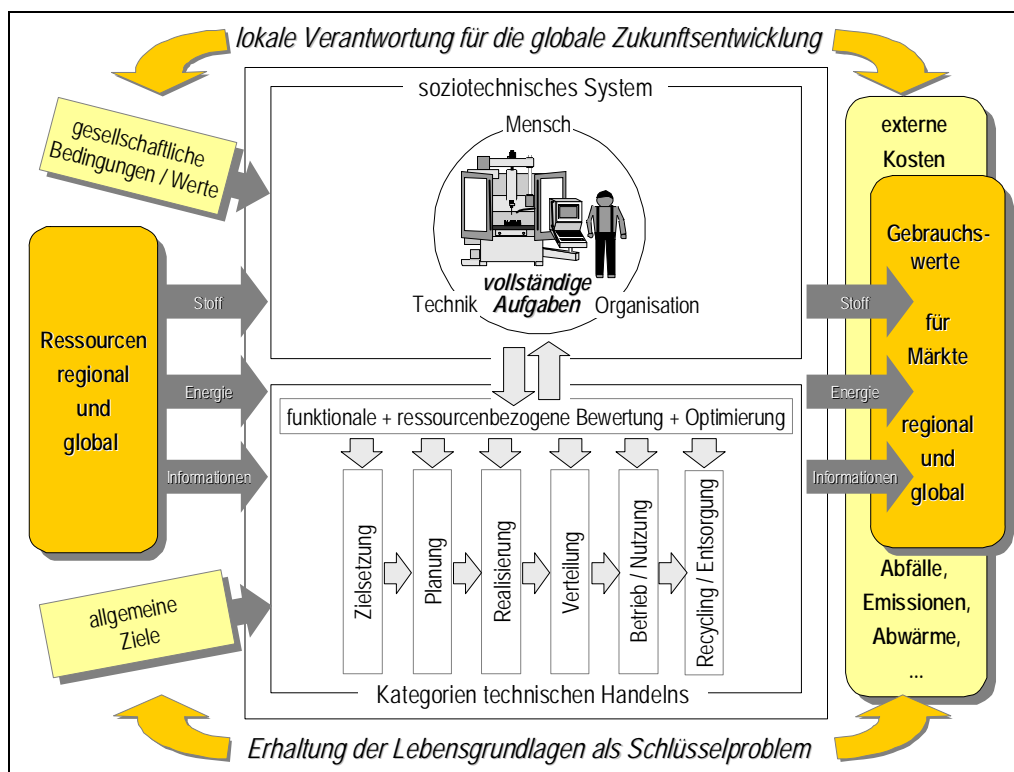 lokale Verantwortung für die globale Zukunftsentwicklung
gesellschaftliche
Bedingungen / Werte
Ressourcen
regional
und
global
allgemeine
Ziele
Stoff
Energie
Informationen
soziotechnisches System
Mensch
vollständige
Aufgaben
Technik
Organisation
funktionale + ressourcenbezogene Bewertung + Optimierung
Zielsetzung
Planung
Realisierung
Verteilung
Betrieb / Nutzung
Recycling / Entsorgung
Kategorien technischen Handelns
Stoff
Energie
Informationen
externe
Kosten
Gebrauchs-
werte
für
Märkte
regional
und
global
Abfälle,
Emissionen,
Abwärme,
...
Erhaltung der Lebensgrundlagen als Schlüsselproblem